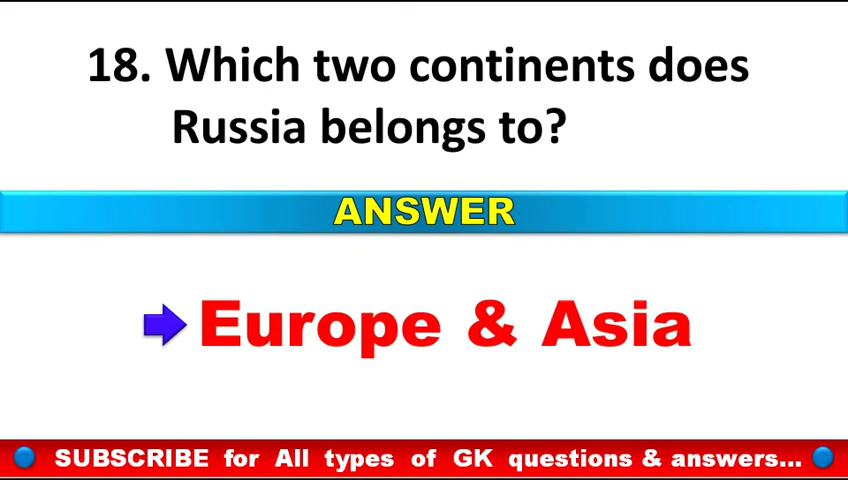 18. Which two continents does
Russia belongs to?
ANSWER
Europe & Asia
SUBSCRIBE for All types of GK questions & answers...